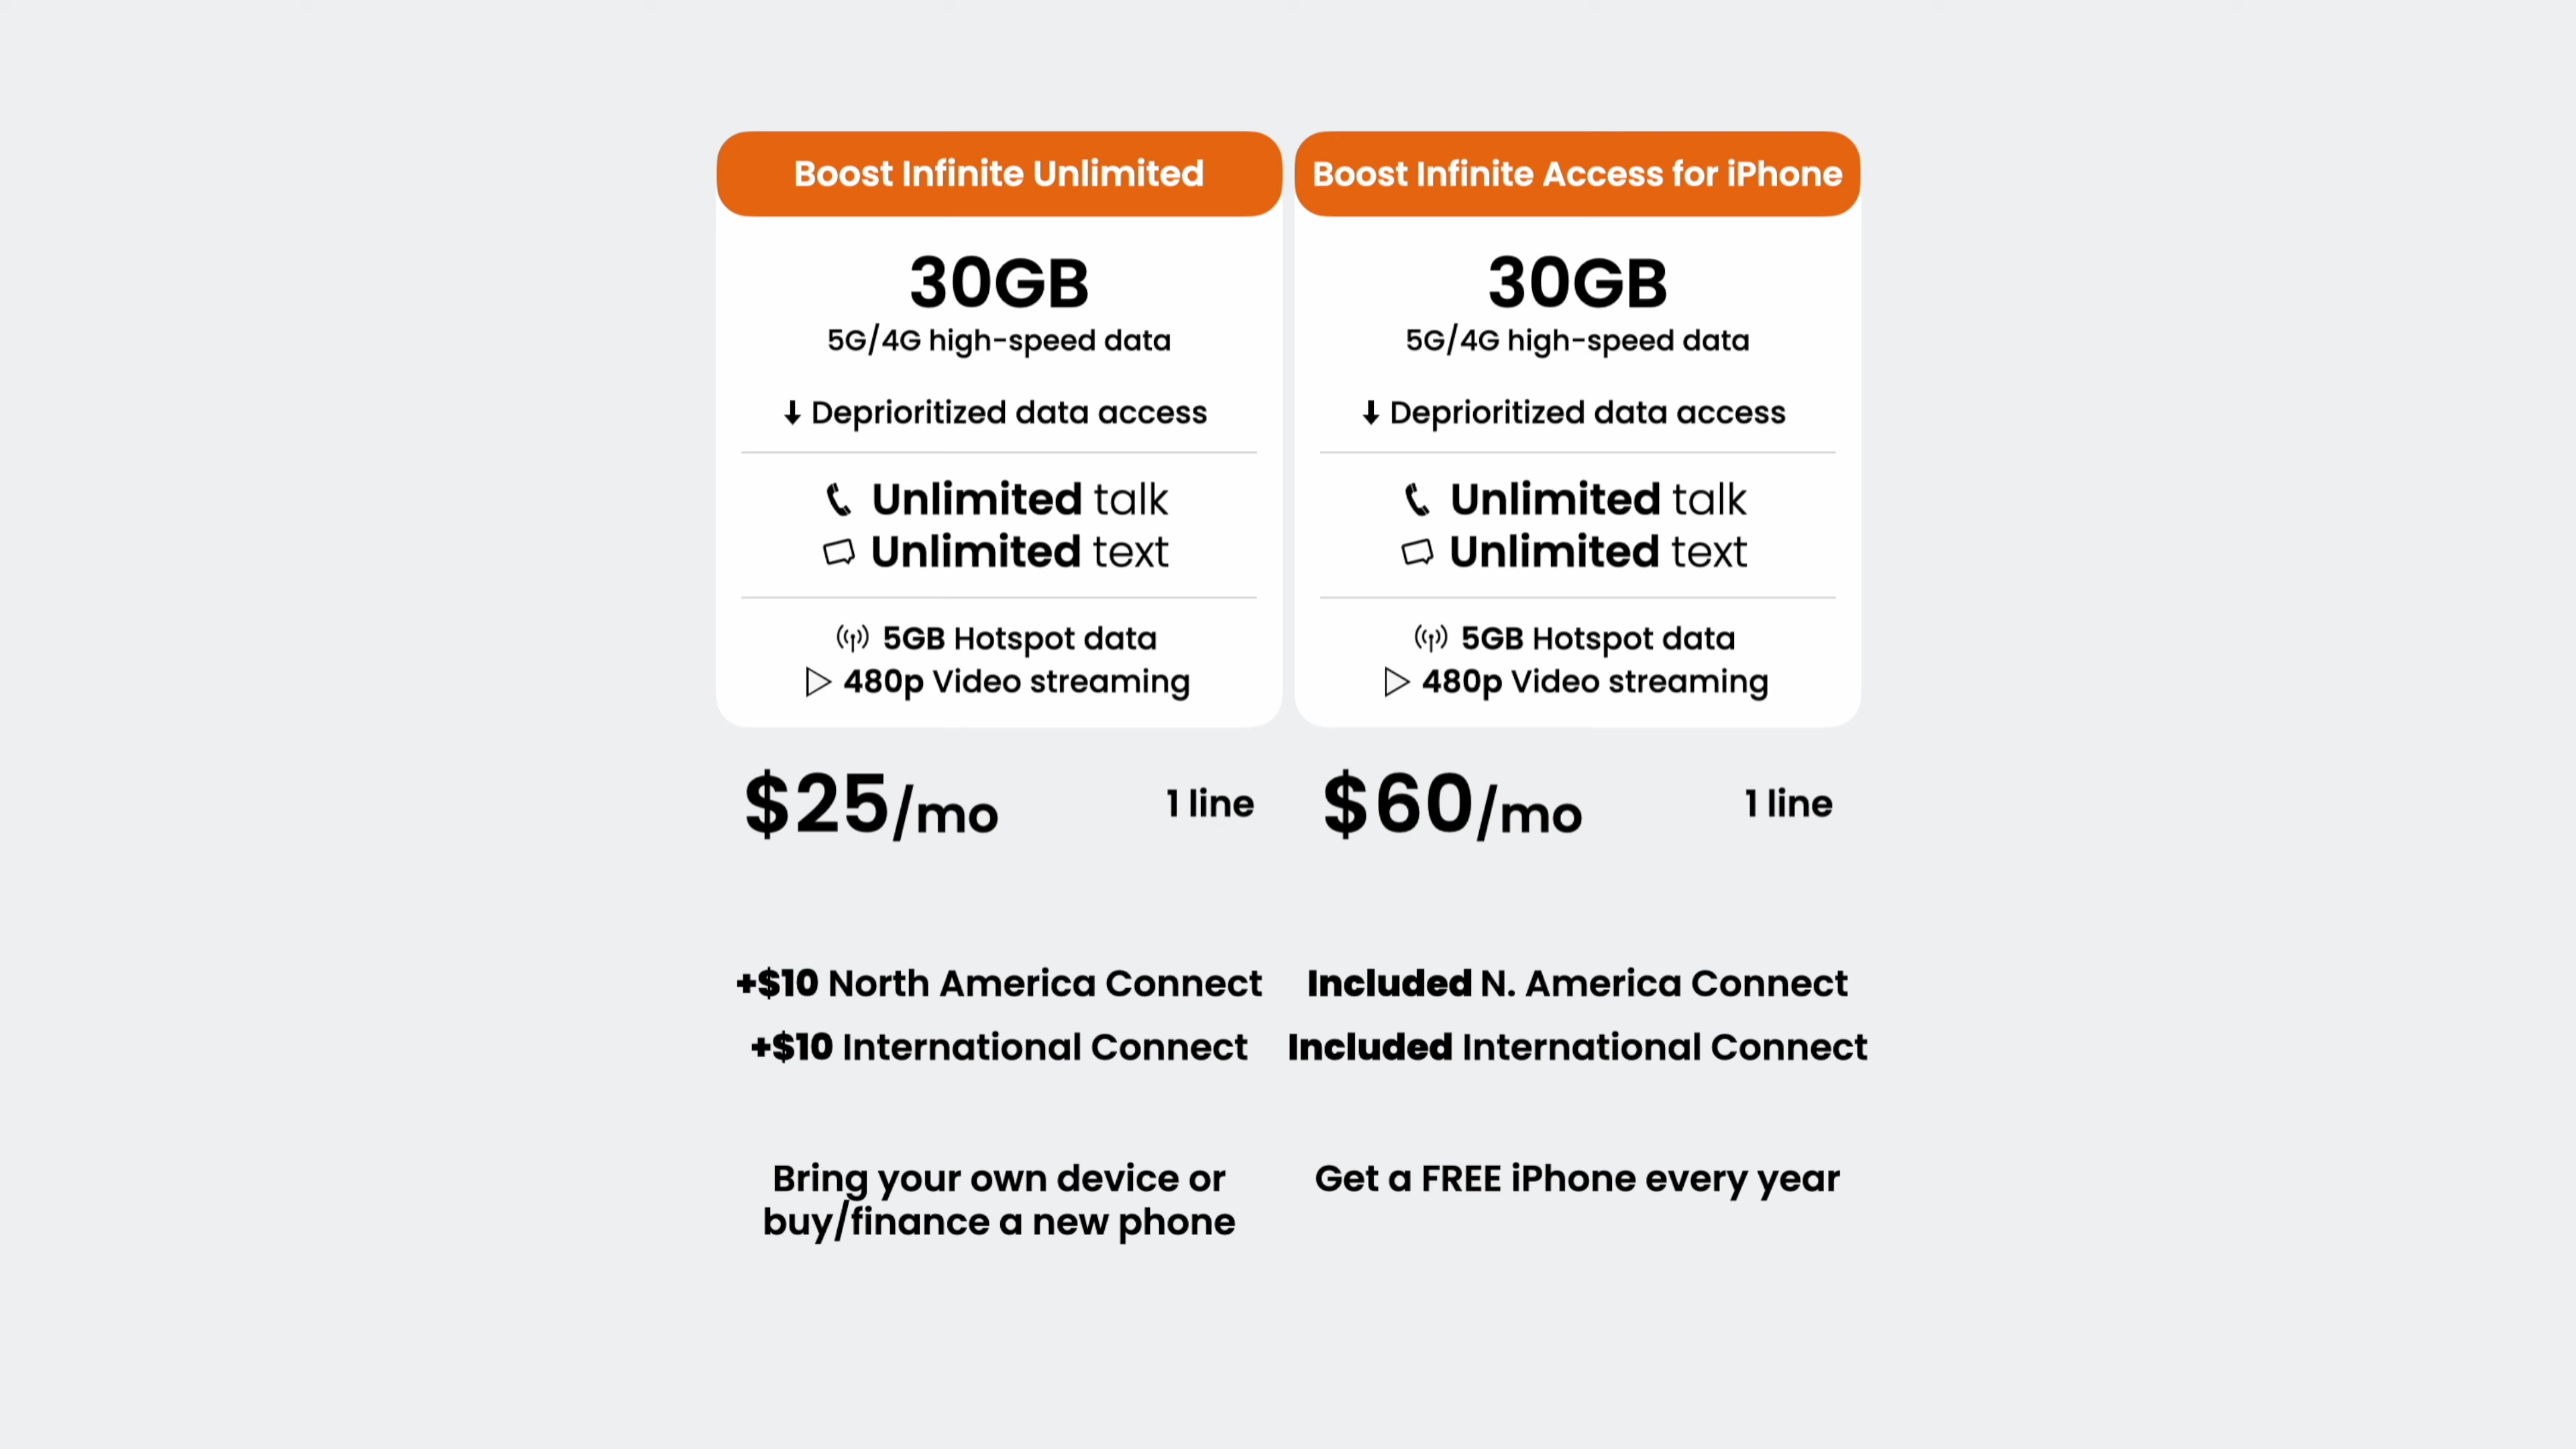 Boost Infinite Unlimited
30GB
5G/4G high-speed data
Deprioritized data access
Unlimited talk
Unlimited text
5GB Hotspot data
480p Video streaming
$25/mo 1 line
+$10 North America Connect
+$10 International Connect
Bring your own device or
buy/finance a new phone
Boost Infinite Access for iPhone
30GB
5G/4G high-speed data
Deprioritized data access
Unlimited talk
Unlimited text
5GB Hotspot data
480p Video streaming
$60/mo 1 line
Included N. America Connect
Included International Connect
Get a FREE iPhone every year